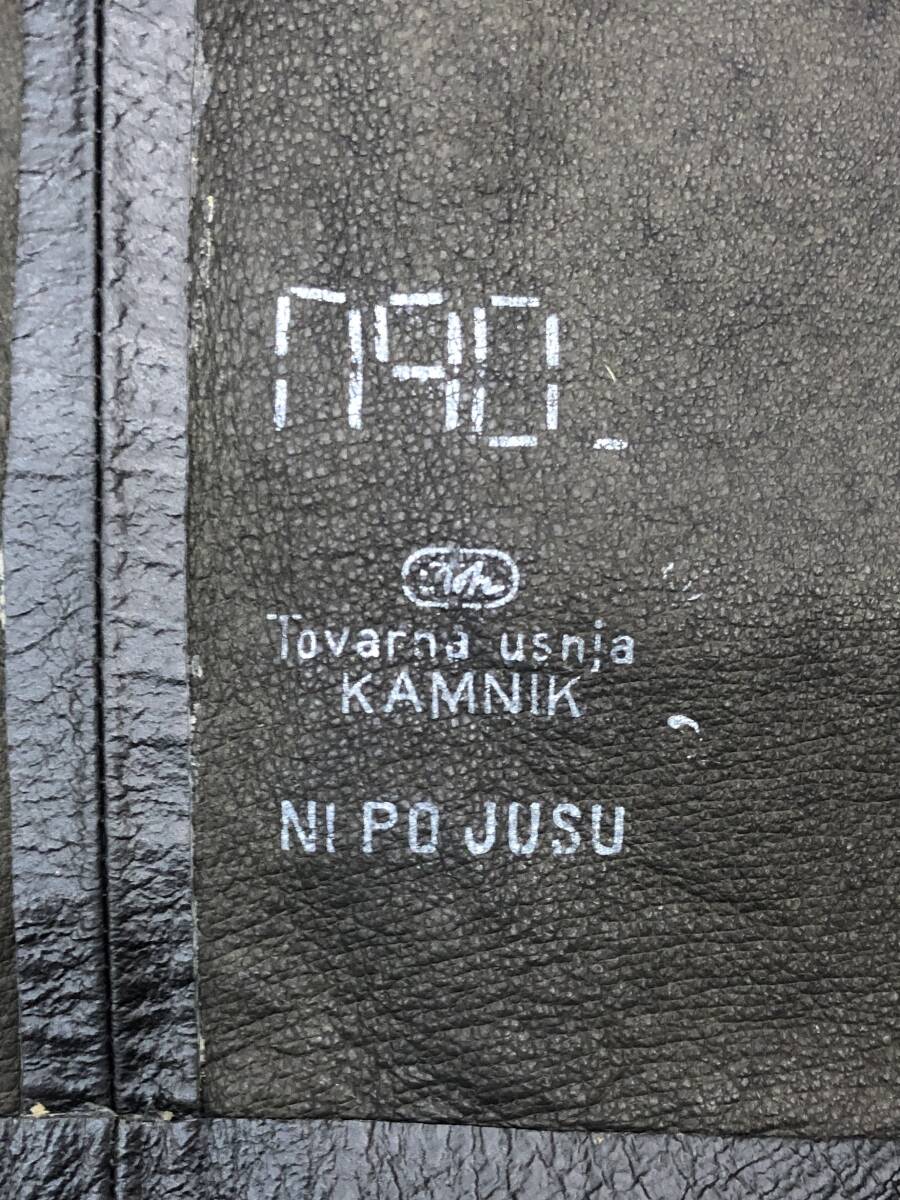 Tovarna usnja
KAMNIK
NI PO JUSU